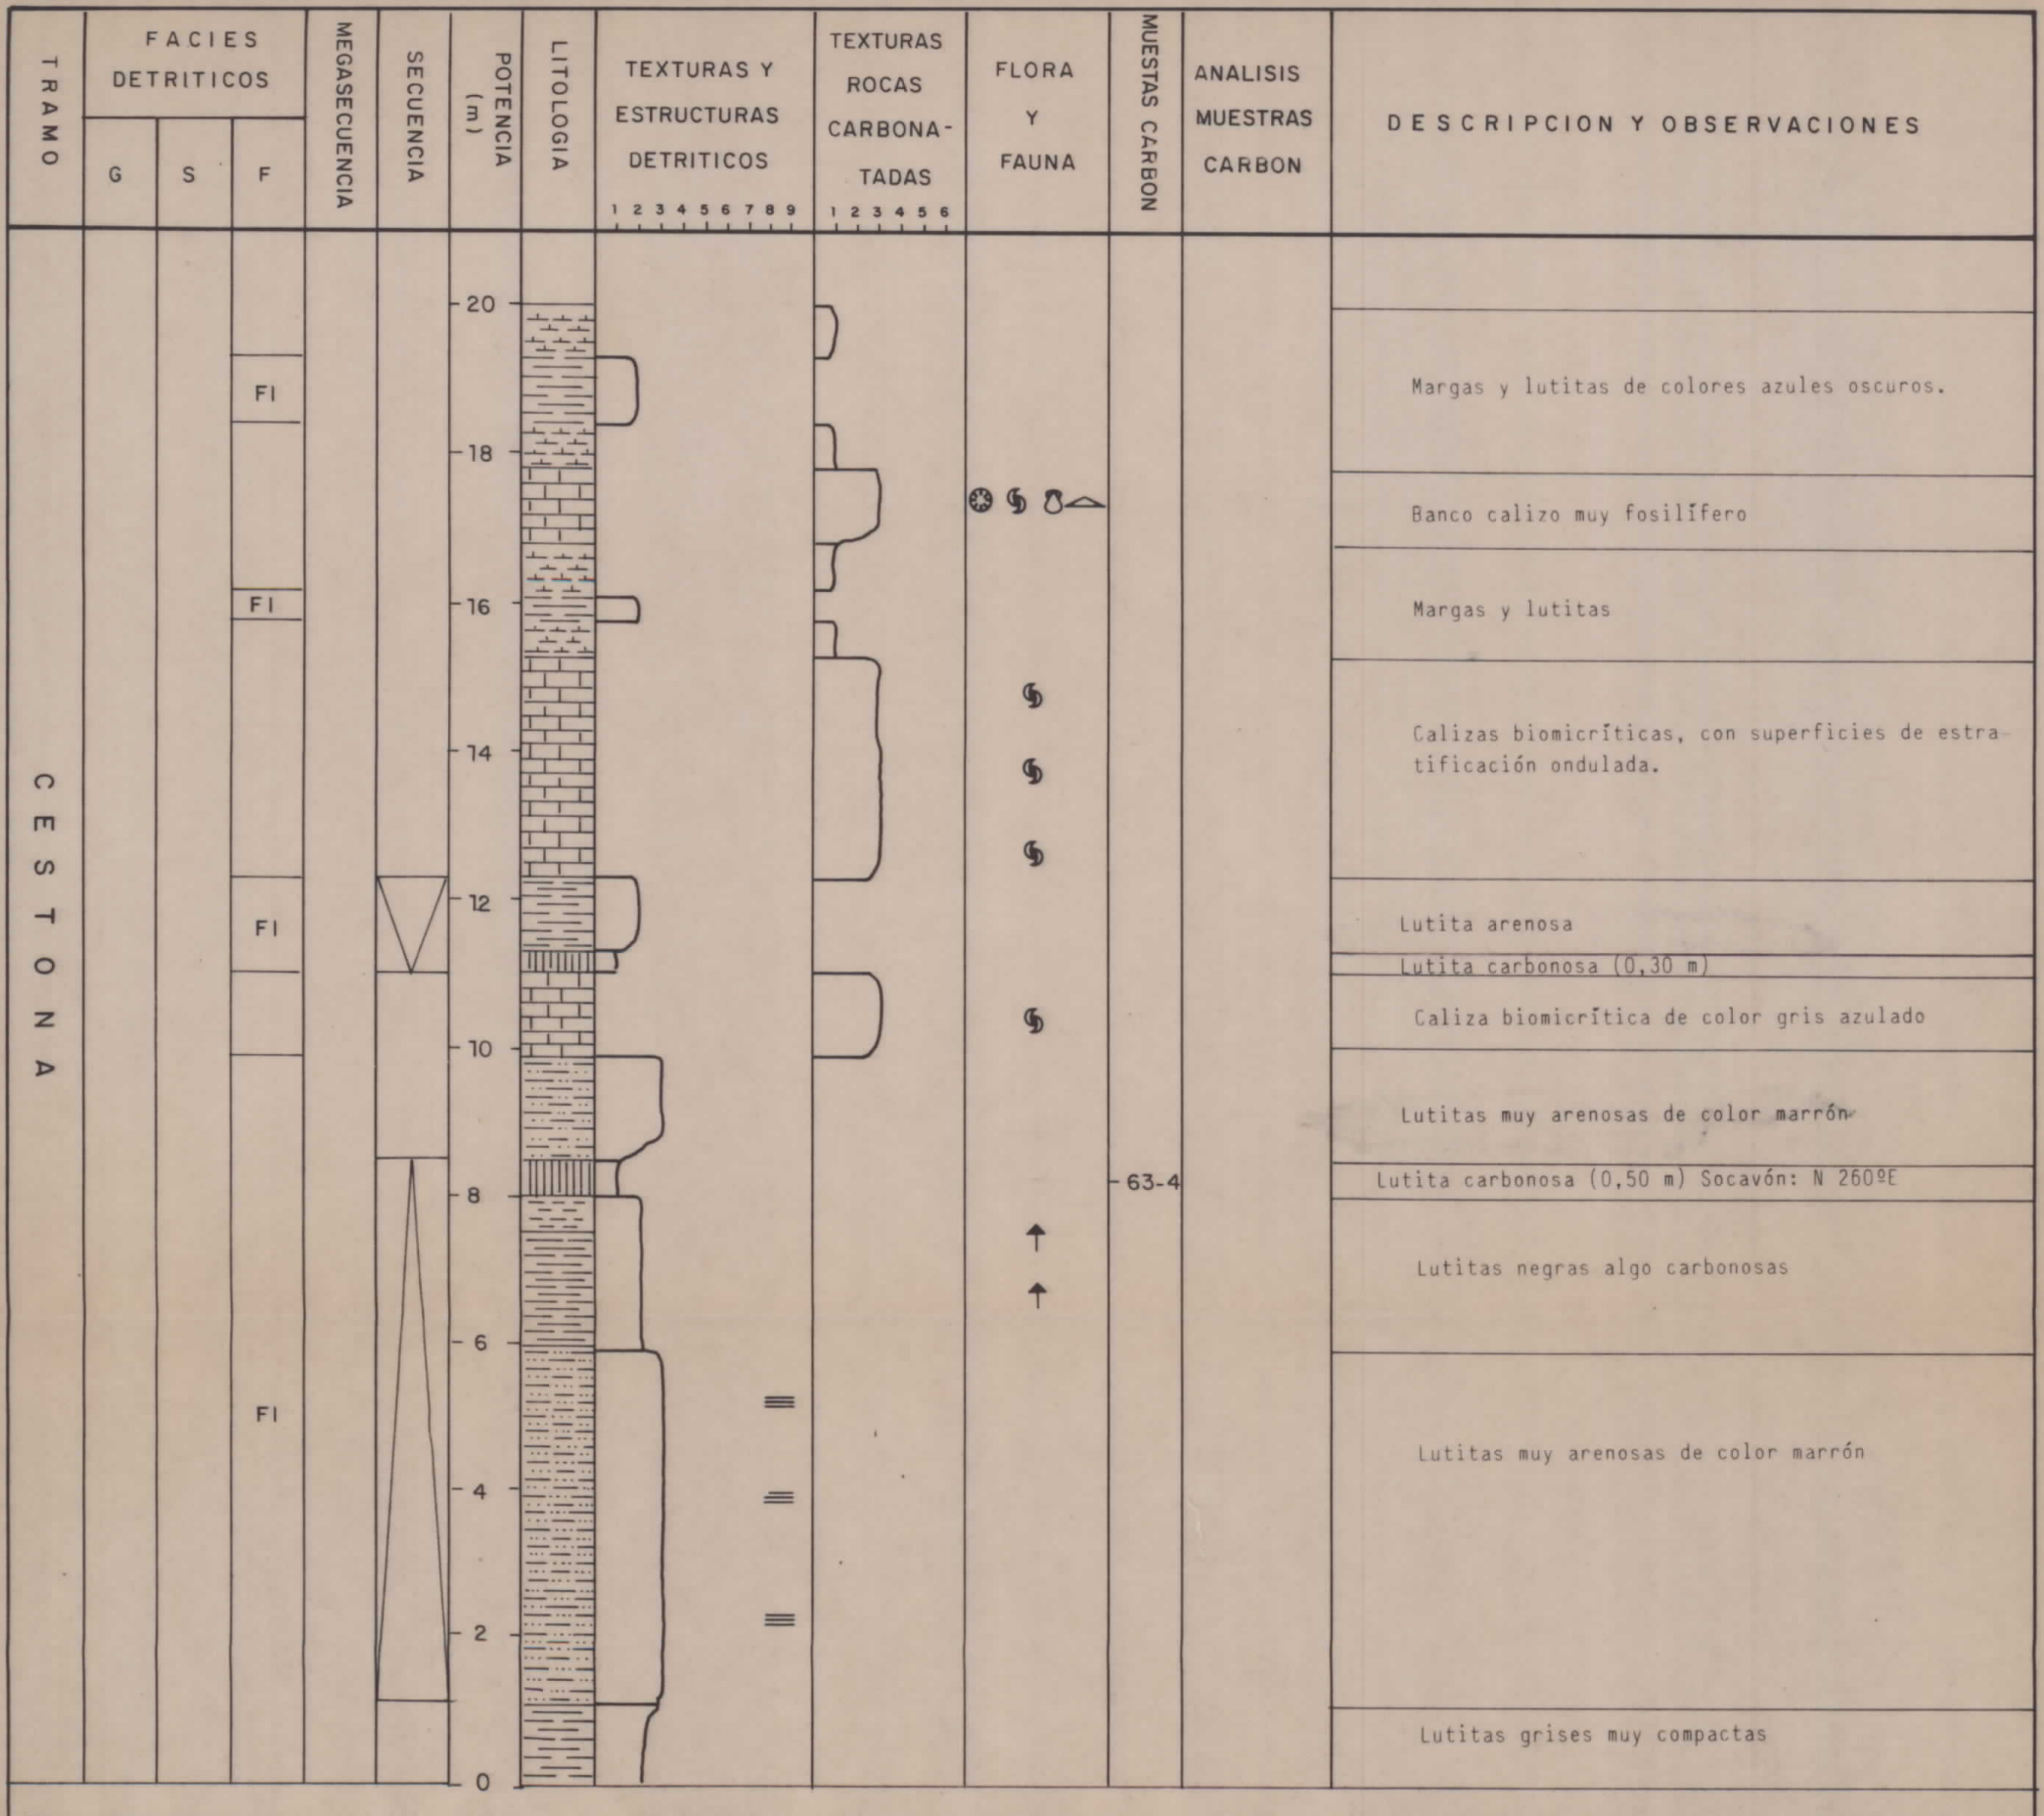 TRAMO
FACIES
DETRITICOS
G S F
MEGASECUENCIA
SECUENCIA
POTENCIA
(m)
LITOLOGIA
TEXTURAS Y
ESTRUCTURAS
DETRITICOS
1 2 3 4 5 6 7 8 9
TEXTURAS
ROCAS
CARBONA-
TADAS
1 2 3 4 5 6
FLORA
Y
FAUNA
MUESTAS CARBON
ANALISIS
MUESTRAS
CARBON
DESCRIPCION Y OBSERVACIONES
CESTONA
20
Fl
Margas y lutitas de colores azules oscuros.
18
Banco calizo muy fosilífero
Fl
16
Margas y lutitas
Calizas biomicríticas, con superficies de estra-
tificación ondulada.
14
12
Fl
Lutita arenosa
Lutita carbonosa (0,30 m)
Caliza biomicrítica de color gris azulado
10
Lutitas muy arenosas de color marrón
63-4
Lutita carbonosa (0,50 m) Socavón: N 260ºE
8
Lutitas negras algo carbonosas
6
Fl
Lutitas muy arenosas de color marrón
4
2
Lutitas grises muy compactas
0